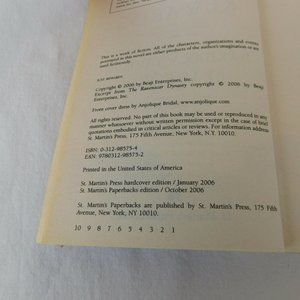 This is a work of fiction. All of the characters, organizations and events
portrayed in this novel are either products of the author's imagination or are
used fictitiously.
Copyright © 2006 by Benji Enterprises, Inc.
Excerpt from The Ravenscar Dynasty copyright © 2006 by Benji
Enterprises, Inc.
Front cover dress by Anjolique Bridal, www.anjolique.com
All rights reserved. No part of this book may be used or reproduced in any
manner whatsoever without written permission except in the case of brief
quotations embodied in critical articles or reviews. For information address
St. Martin's Press, 175 Fifth Avenue, New York, NY 10010.
ISBN: 0-312-98575-4
EAN: 9780312-98575-2
Printed in the United States of America
St. Martin's Press hardcover edition / January 2006
St. Martin's Paperbacks edition / October 2006
St. Martin's Paperbacks are published by St. Martin's Press, 175 Fifth
Avenue, New York, NY 10010.
10 9 8 7 6 5 4 3 2 1